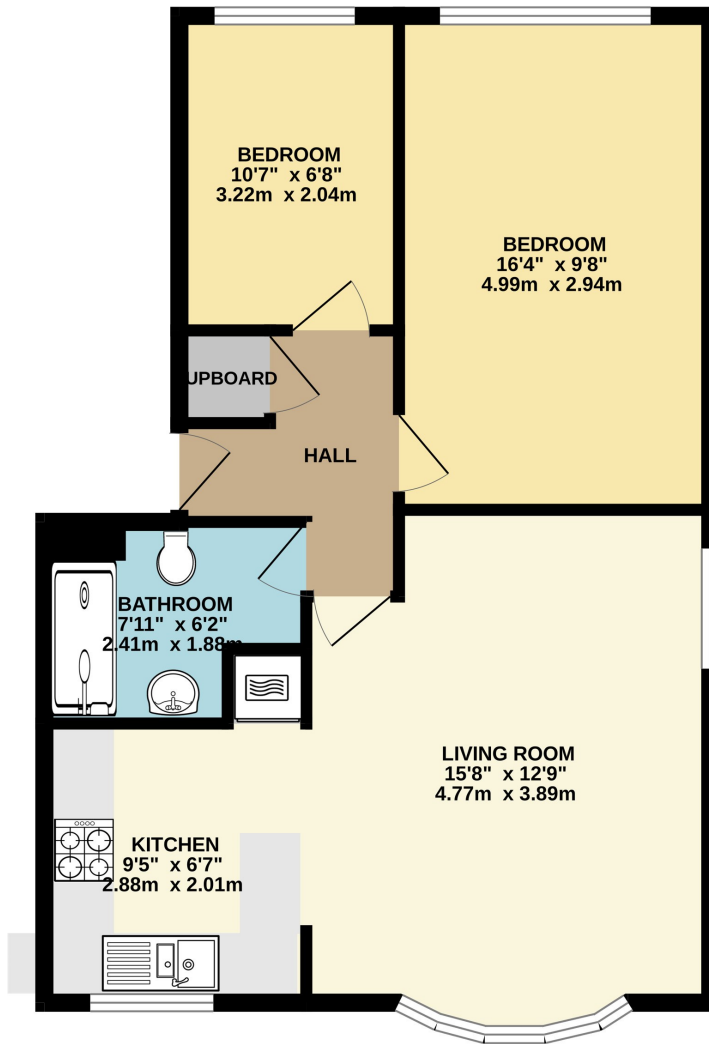 BEDROOM
10'7" x 6'8"
3.22m x 2.04m
BEDROOM
16'4" x 9'8"
4.99m x 2.94m
UPBOARD
HALL
BATHROOM
7'11" x 6'2"
2.41m x 1.88m
LIVING ROOM
15'8" x 12'9"
4.77m x 3.89m
KITCHEN
9'5" x 6'7"
2.88m x 2.01m